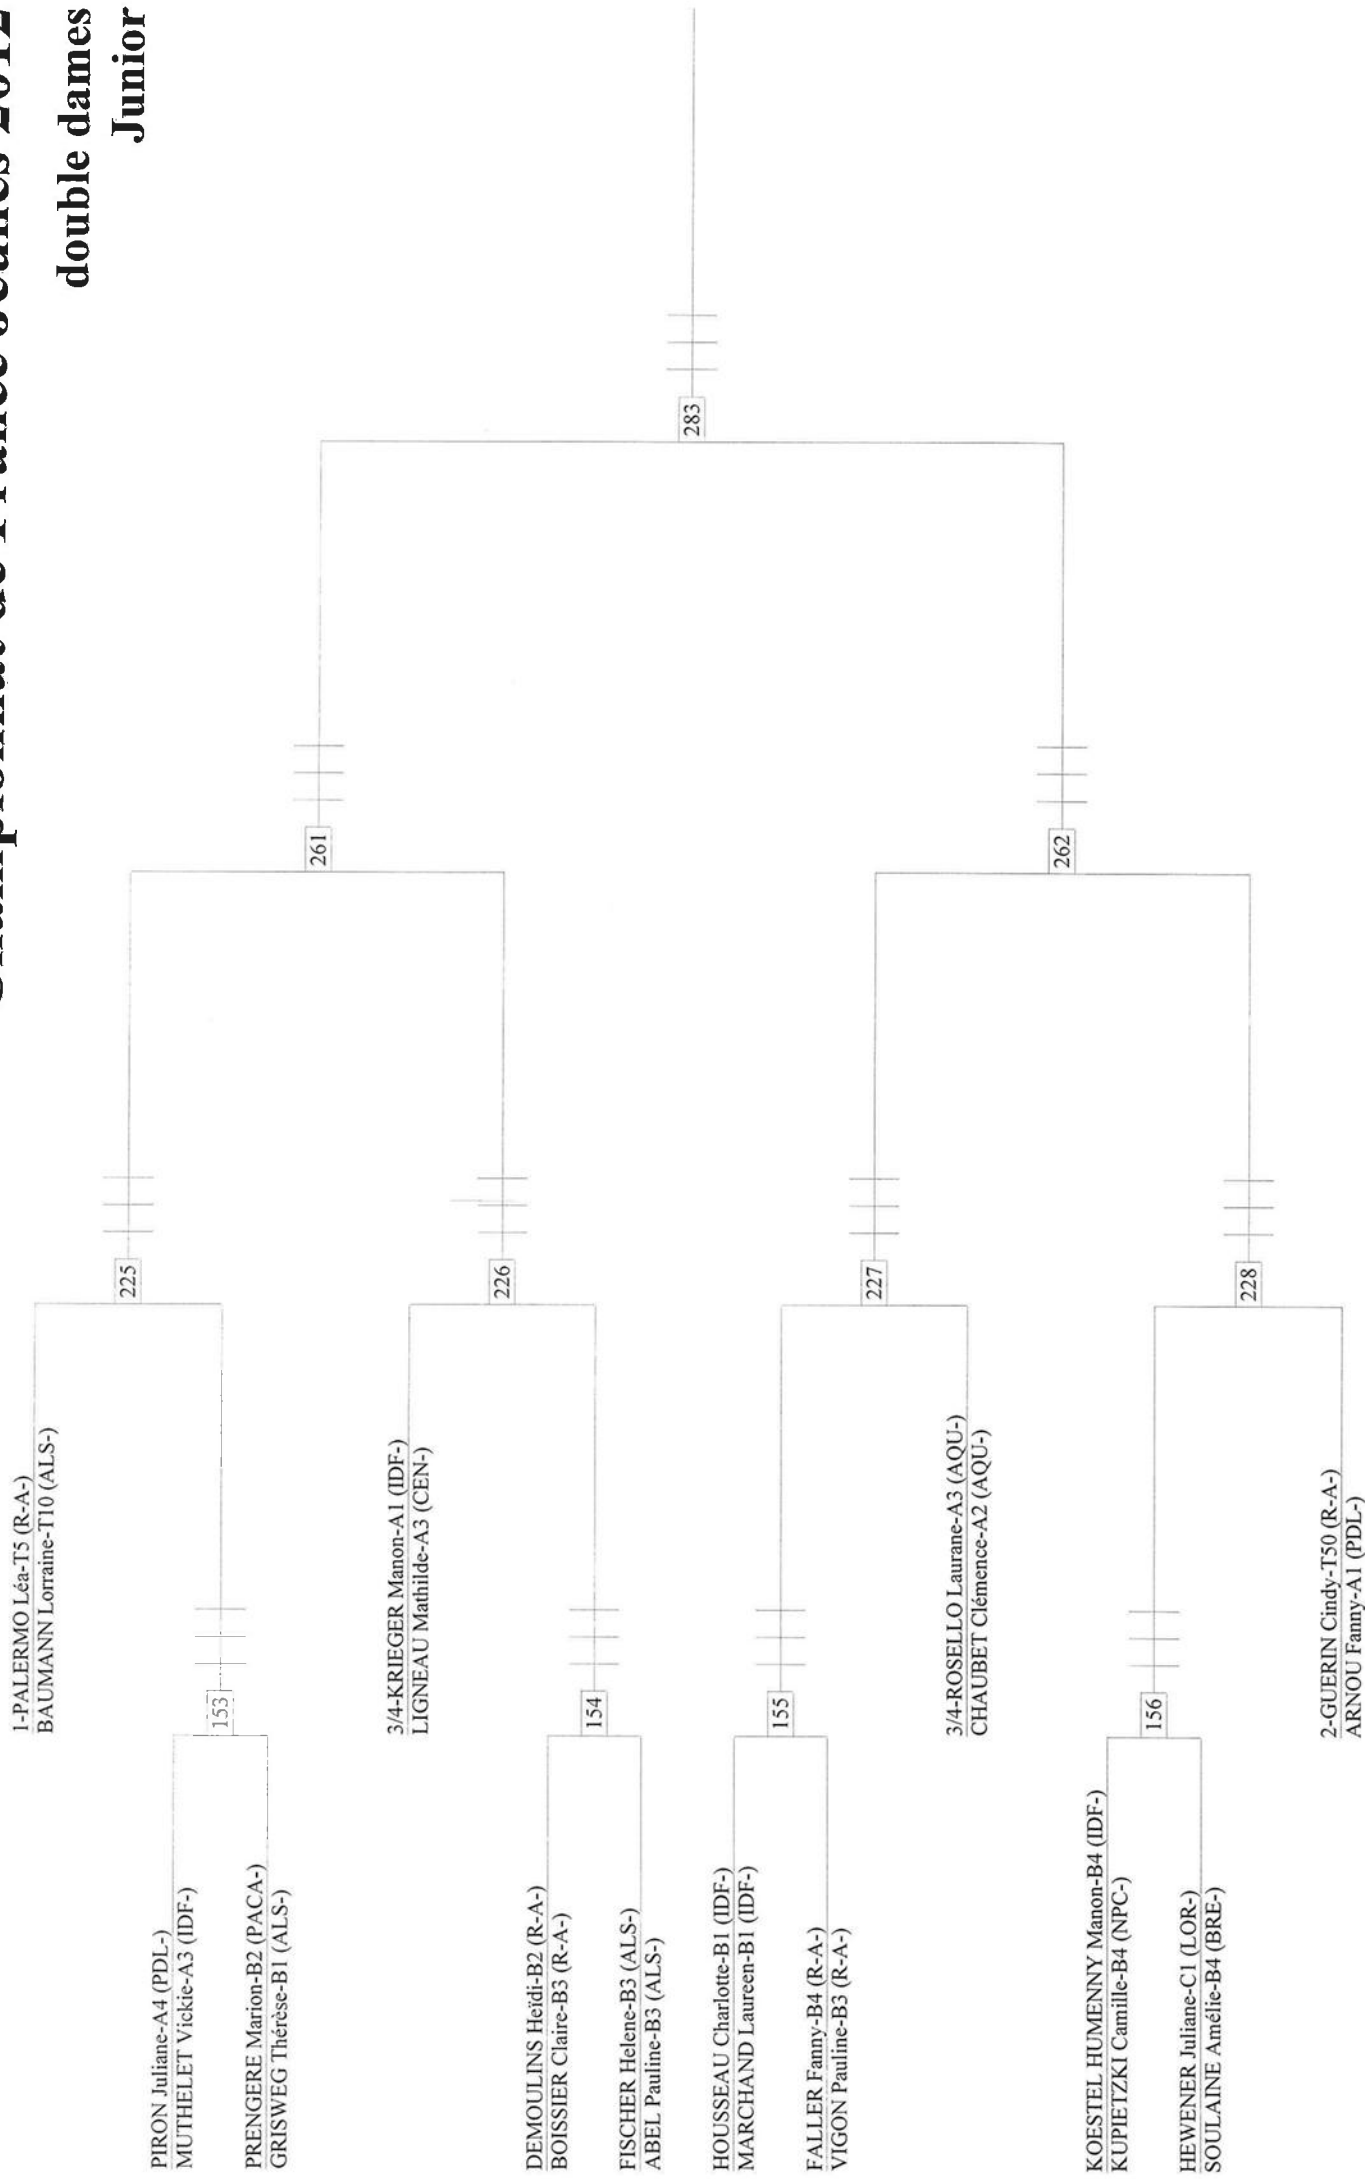 double dames
Junior
1-PALERMO Léa-T5 (R-A-)
BAUMANN Lorraine-T10 (ALS-)
225
PIRON Juliane-A4 (PDL-)
MUTHELET Vickie-A3 (IDF-)
153
PRENGERE Marion-B2 (PACA-)
GRISWEG Thérèse-B1 (ALS-)
261
3/4-KRIEGER Manon-A1 (IDF-)
LIGNEAU Mathilde-A3 (CEN-)
226
DEMOULINS Heïdi-B2 (R-A-)
BOISSIER Claire-B3 (R-A-)
154
FISCHER Helene-B3 (ALS-)
ABEL Pauline-B3 (ALS-)
283
HOUSSEAU Charlotte-B1 (IDF-)
MARCHAND Laureen-B1 (IDF-)
155
FALLER Fanny-B4 (R-A-)
VIGON Pauline-B3 (R-A-)
227
3/4-ROSELLO Laurane-A3 (AQU-)
CHAUBET Clémence-A2 (AQU-)
262
KOESTEL HUMENNY Manon-B4 (IDF-)
KUPIETZKI Camille-B4 (NPC-)
156
HEWENER Juliane-C1 (LOR-)
SOULAINE Amélie-B4 (BRE-)
228
2-GUERIN Cindy-T50 (R-A-)
ARNOU Fanny-A1 (PDL-)